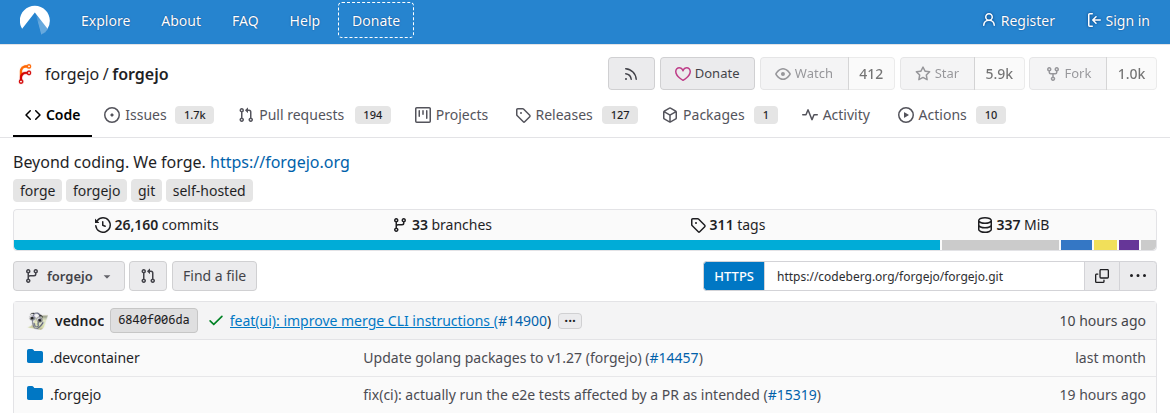 Explore About FAQ Help Donate Register Sign in
forgejo / forgejo Donate Watch 412 Star 5.9k Fork 1.0k
Code Issues 1.7k Pull requests 194 Projects Releases 127 Packages 1 Activity Actions 10
Beyond coding. We forge. https://forgejo.org
forge forgejo git self-hosted
26,160 commits 33 branches 311 tags 337 MiB
forgejo Find a file HTTPS https://codeberg.org/forgejo/forgejo.git
vednoc 6840f006da feat(ui): improve merge CLI instructions (#14900) ... 10 hours ago
.devcontainer Update golang packages to v1.27 (forgejo) (#14457) last month
.forgejo fix(ci): actually run the e2e tests affected by a PR as intended (#15319) 19 hours ago